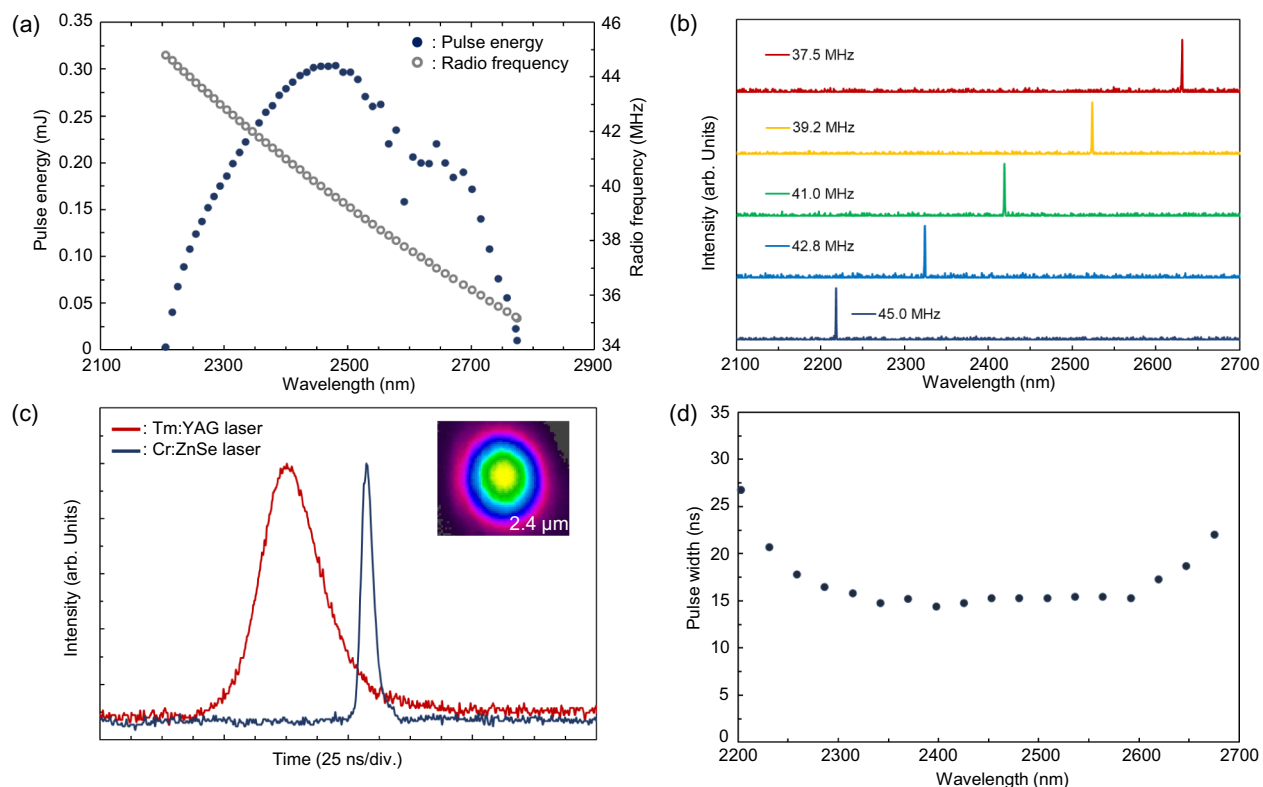 (a)
0.35
0.30
0.25
0.20
0.15
0.10
0.05
0
Pulse energy (mJ)
: Pulse energy
: Radio frequency
46
44
42
40
38
36
34
Radio frequency (MHz)
2100
2300
2500
2700
2900
Wavelength (nm)
(b)
37.5 MHz
39.2 MHz
41.0 MHz
42.8 MHz
45.0 MHz
Intensity (arb. Units)
2100
2200
2300
2400
2500
2600
2700
Wavelength (nm)
(c)
: Tm:YAG laser
: Cr:ZnSe laser
2.4 μm
Intensity (arb. Units)
Time (25 ns/div.)
(d)
35
30
25
20
15
10
5
0
Pulse width (ns)
2200
2300
2400
2500
2600
2700
Wavelength (nm)